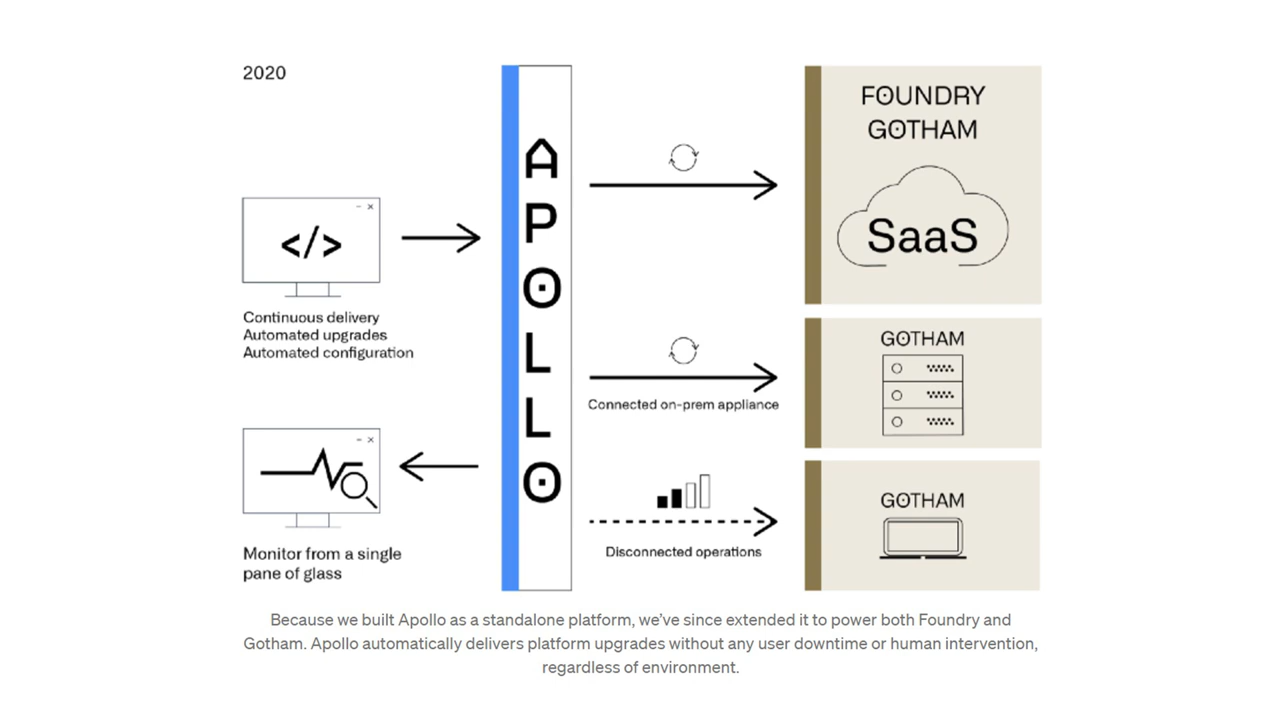 2020
</>
Continuous delivery
Automated upgrades
Automated configuration
Monitor from a single
pane of glass
APOLLO
Connected on-prem appliance
Disconnected operations
FOUNDRY
GOTHAM
SaaS
GOTHAM
GOTHAM
Because we built Apollo as a standalone platform, we’ve since extended it to power both Foundry and
Gotham. Apollo automatically delivers platform upgrades without any user downtime or human intervention,
regardless of environment.